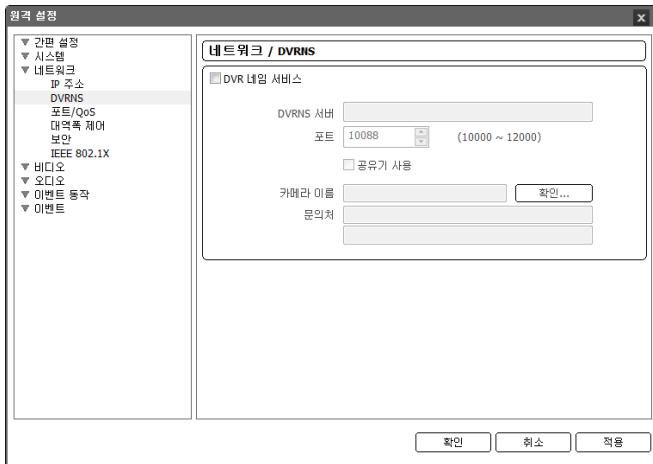 원격 설정
간편 설정
시스템
네트워크
IP 주소
DVRNS
포트/QoS
대역폭 제어
보안
IEEE 802.1X
비디오
오디오
이벤트 동작
이벤트
네트워크 / DVRNS
DVR 네임 서비스
DVRNS 서버
포트 10088 (10000 ~ 12000)
공유기 사용
카메라 이름 확인...
문의처
확인 취소 적용